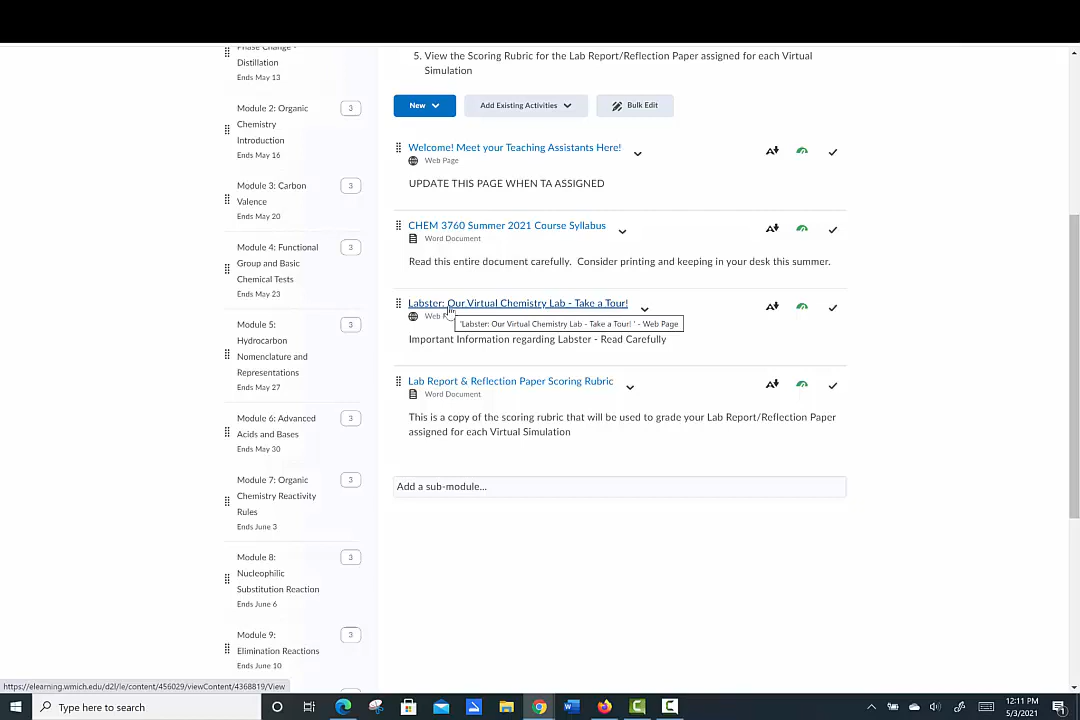 Phase Change -
Distillation
Ends May 13
Module 2: Organic
Chemistry
Introduction
Ends May 16
3
Module 3: Carbon
Valence
Ends May 20
3
Module 4: Functional
Group and Basic
Chemical Tests
Ends May 23
3
Module 5:
Hydrocarbon
Nomenclature and
Representations
Ends May 27
3
Module 6: Advanced
Acids and Bases
Ends May 30
3
Module 7: Organic
Chemistry Reactivity
Rules
Ends June 3
3
Module 8:
Nucleophilic
Substitution Reaction
Ends June 6
3
Module 9:
Elimination Reactions
Ends June 10
3
5. View the Scoring Rubric for the Lab Report/Reflection Paper assigned for each Virtual
Simulation
New
Add Existing Activities
Bulk Edit
Welcome! Meet your Teaching Assistants Here!
Web Page
UPDATE THIS PAGE WHEN TA ASSIGNED
CHEM 3760 Summer 2021 Course Syllabus
Word Document
Read this entire document carefully. Consider printing and keeping in your desk this summer.
Labster: Our Virtual Chemistry Lab - Take a Tour!
Web
'Labster: Our Virtual Chemistry Lab - Take a Tour! ' - Web Page
Important Information regarding Labster - Read Carefully
Lab Report & Reflection Paper Scoring Rubric
Word Document
This is a copy of the scoring rubric that will be used to grade your Lab Report/Reflection Paper
assigned for each Virtual Simulation
Add a sub-module...
https://elearning.wmich.edu/d2l/le/content/456029/viewContent/4368819/View
Type here to search
12:11 PM
5/3/2021
1